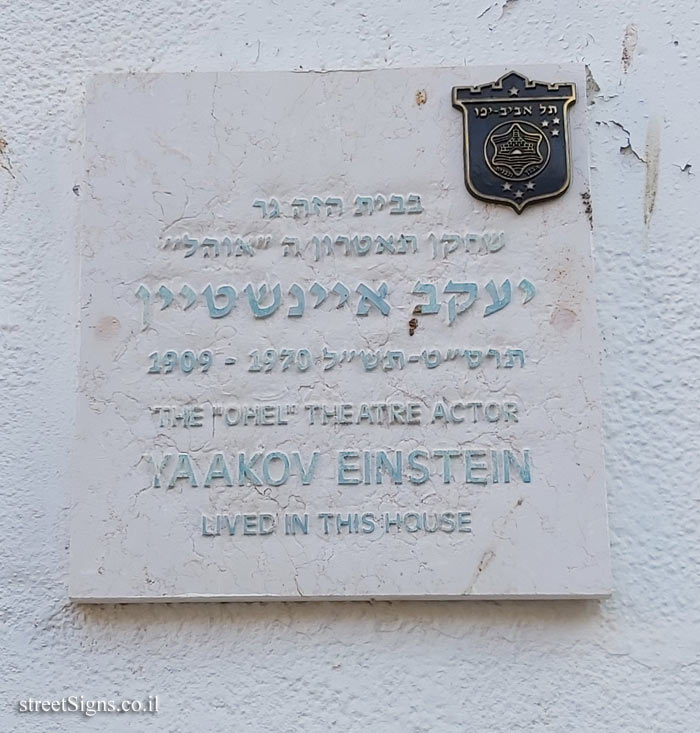 תל אביב-יפו
בבית הזה גר
שחקן תאטרון ה "אוהל"
יעקב איינשטיין
תרס"ט-תש"ל 1970 - 1909
THE "OHEL" THEATRE ACTOR
YAAKOV EINSTEIN
LIVED IN THIS HOUSE
streetSigns.co.il